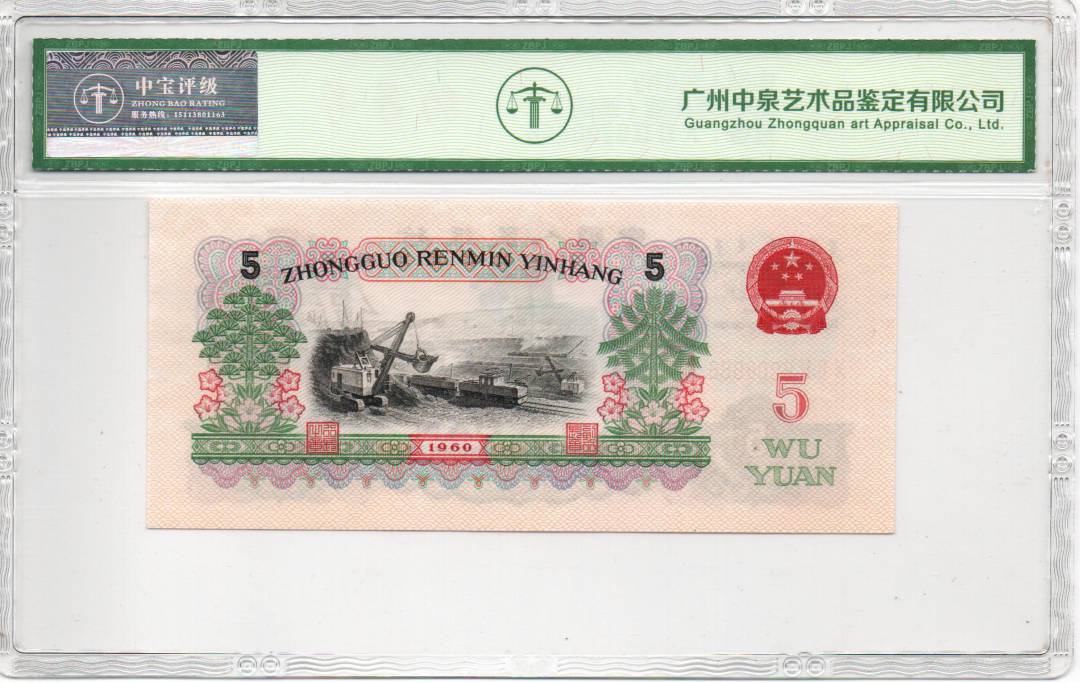 中宝评级
ZHONG BAO RATING
服务热线：15113801163
广州中泉艺术品鉴定有限公司
Guangzhou Zhongquan art Appraisal Co., Ltd.
5
ZHONGGUO RENMIN YINHANG
5
1960
5
WU
YUAN